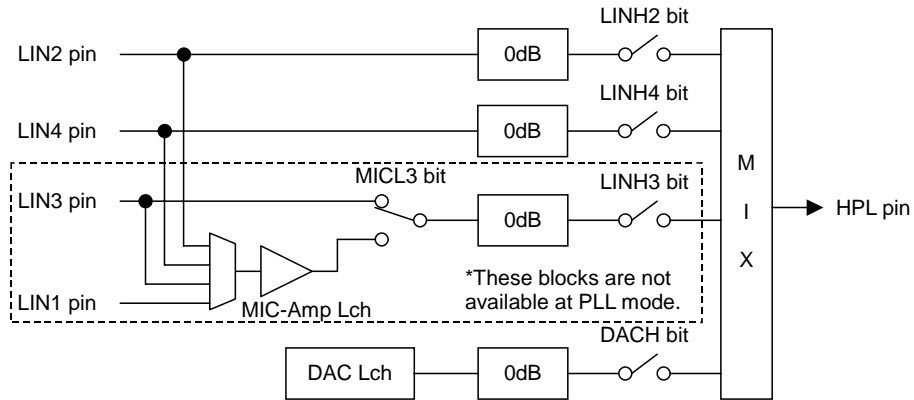 LINH2 bit
LIN2 pin
0dB
LINH4 bit
LIN4 pin
0dB
M
I
X
MICL3 bit
LINH3 bit
LIN3 pin
0dB
HPL pin
*These blocks are not
available at PLL mode.
LIN1 pin
MIC-Amp Lch
DACH bit
DAC Lch
0dB